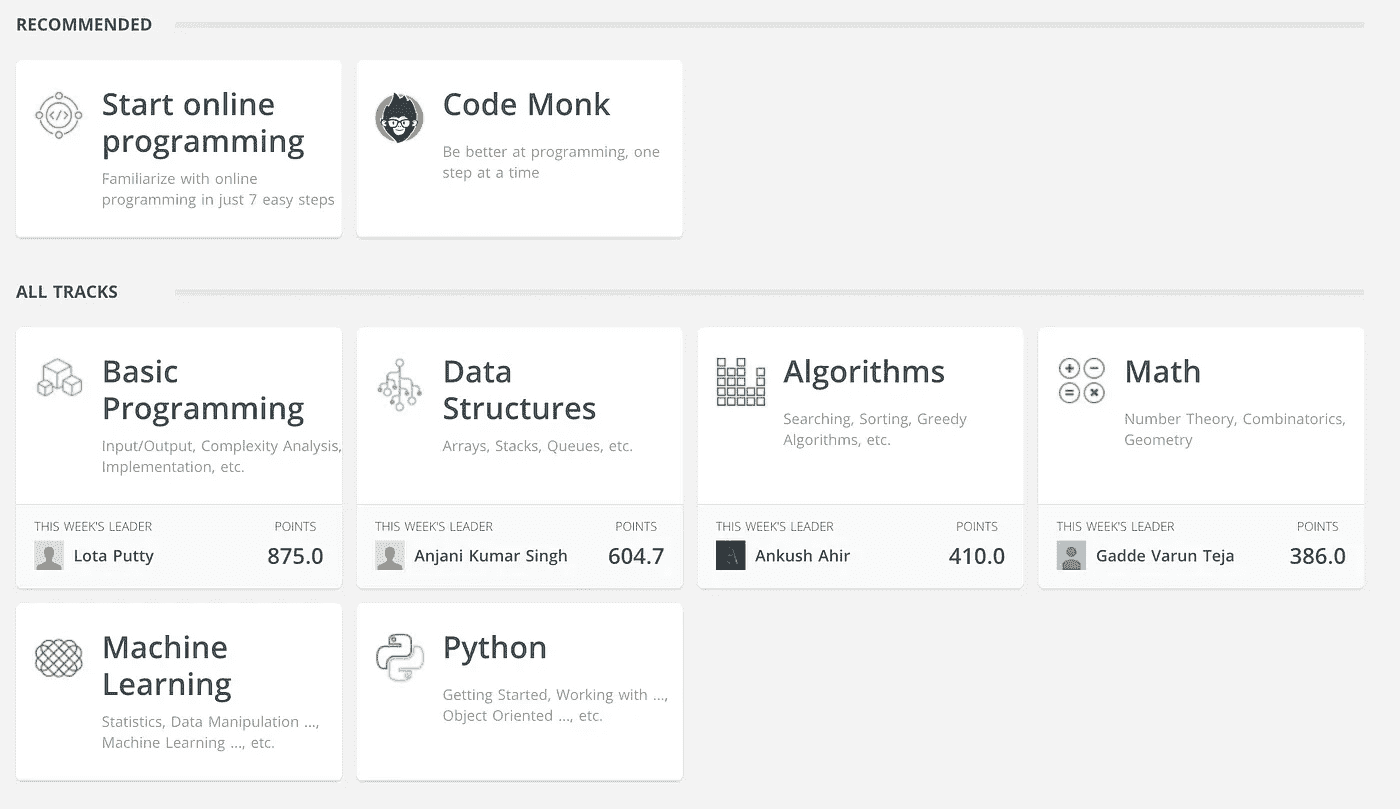 RECOMMENDED
Start online
programming
Familiarize with online
programming in just 7 easy steps
Code Monk
Be better at programming, one
step at a time
ALL TRACKS
Basic
Programming
Input/Output, Complexity Analysis,
Implementation, etc.
THIS WEEK'S LEADER POINTS
Lota Putty 875.0
Data
Structures
Arrays, Stacks, Queues, etc.
THIS WEEK'S LEADER POINTS
Anjani Kumar Singh 604.7
Algorithms
Searching, Sorting, Greedy
Algorithms, etc.
THIS WEEK'S LEADER POINTS
Ankush Ahir 410.0
Math
Number Theory, Combinatorics,
Geometry
THIS WEEK'S LEADER POINTS
Gadde Varun Teja 386.0
Machine
Learning
Statistics, Data Manipulation ...,
Machine Learning ..., etc.
Python
Getting Started, Working with ...,
Object Oriented ..., etc.